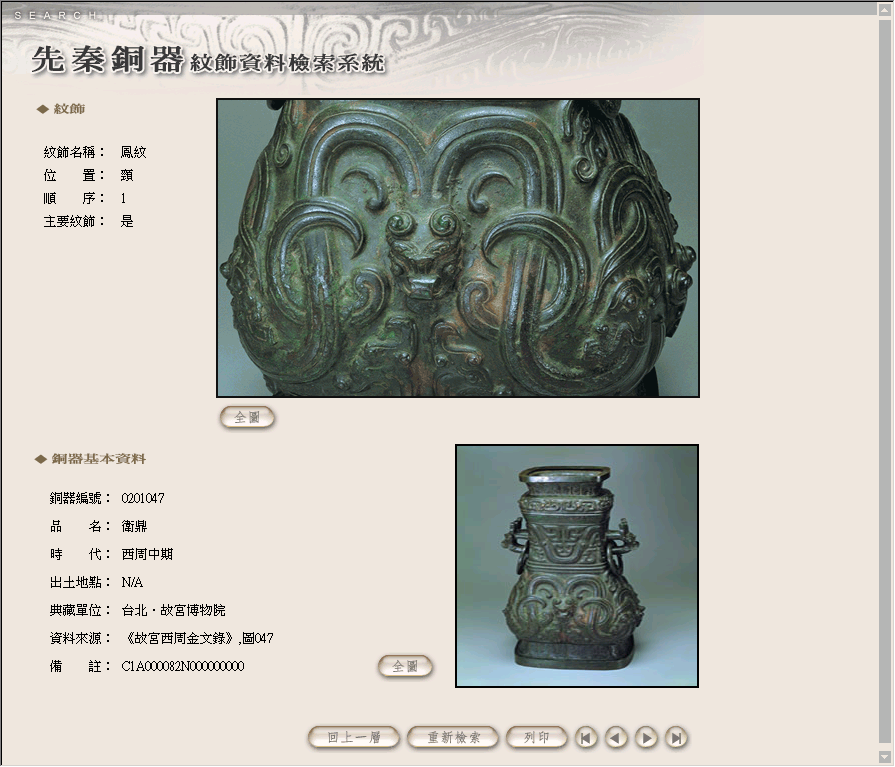 SEARCH
先秦銅器紋飾資料檢索系統
紋飾
紋飾名稱： 鳳紋
位 置： 頸
順 序： 1
主要紋飾： 是
全圖
銅器基本資料
銅器編號： 0201047
品 名： 衛鼎
時 代： 西周中期
出土地點： N/A
典藏單位： 台北・故宮博物院
資料來源： 《故宮西周金文錄》,圖047
備 註： C1A000082N000000000
全圖
回上一層 重新檢索 列印